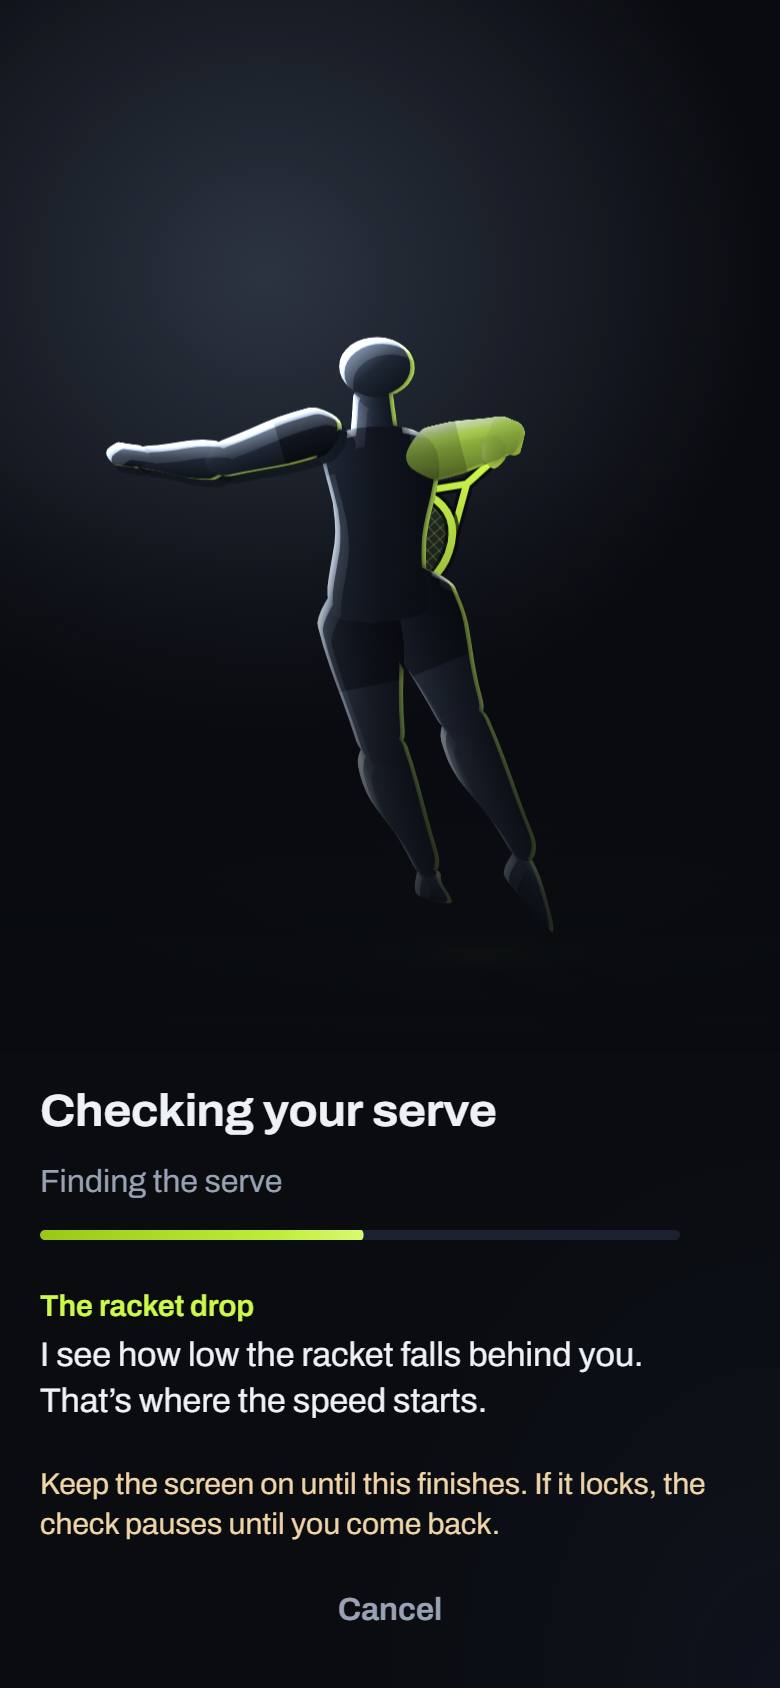 Checking your serve
Finding the serve
The racket drop
I see how low the racket falls behind you.
That’s where the speed starts.
Keep the screen on until this finishes. If it locks, the
check pauses until you come back.
Cancel